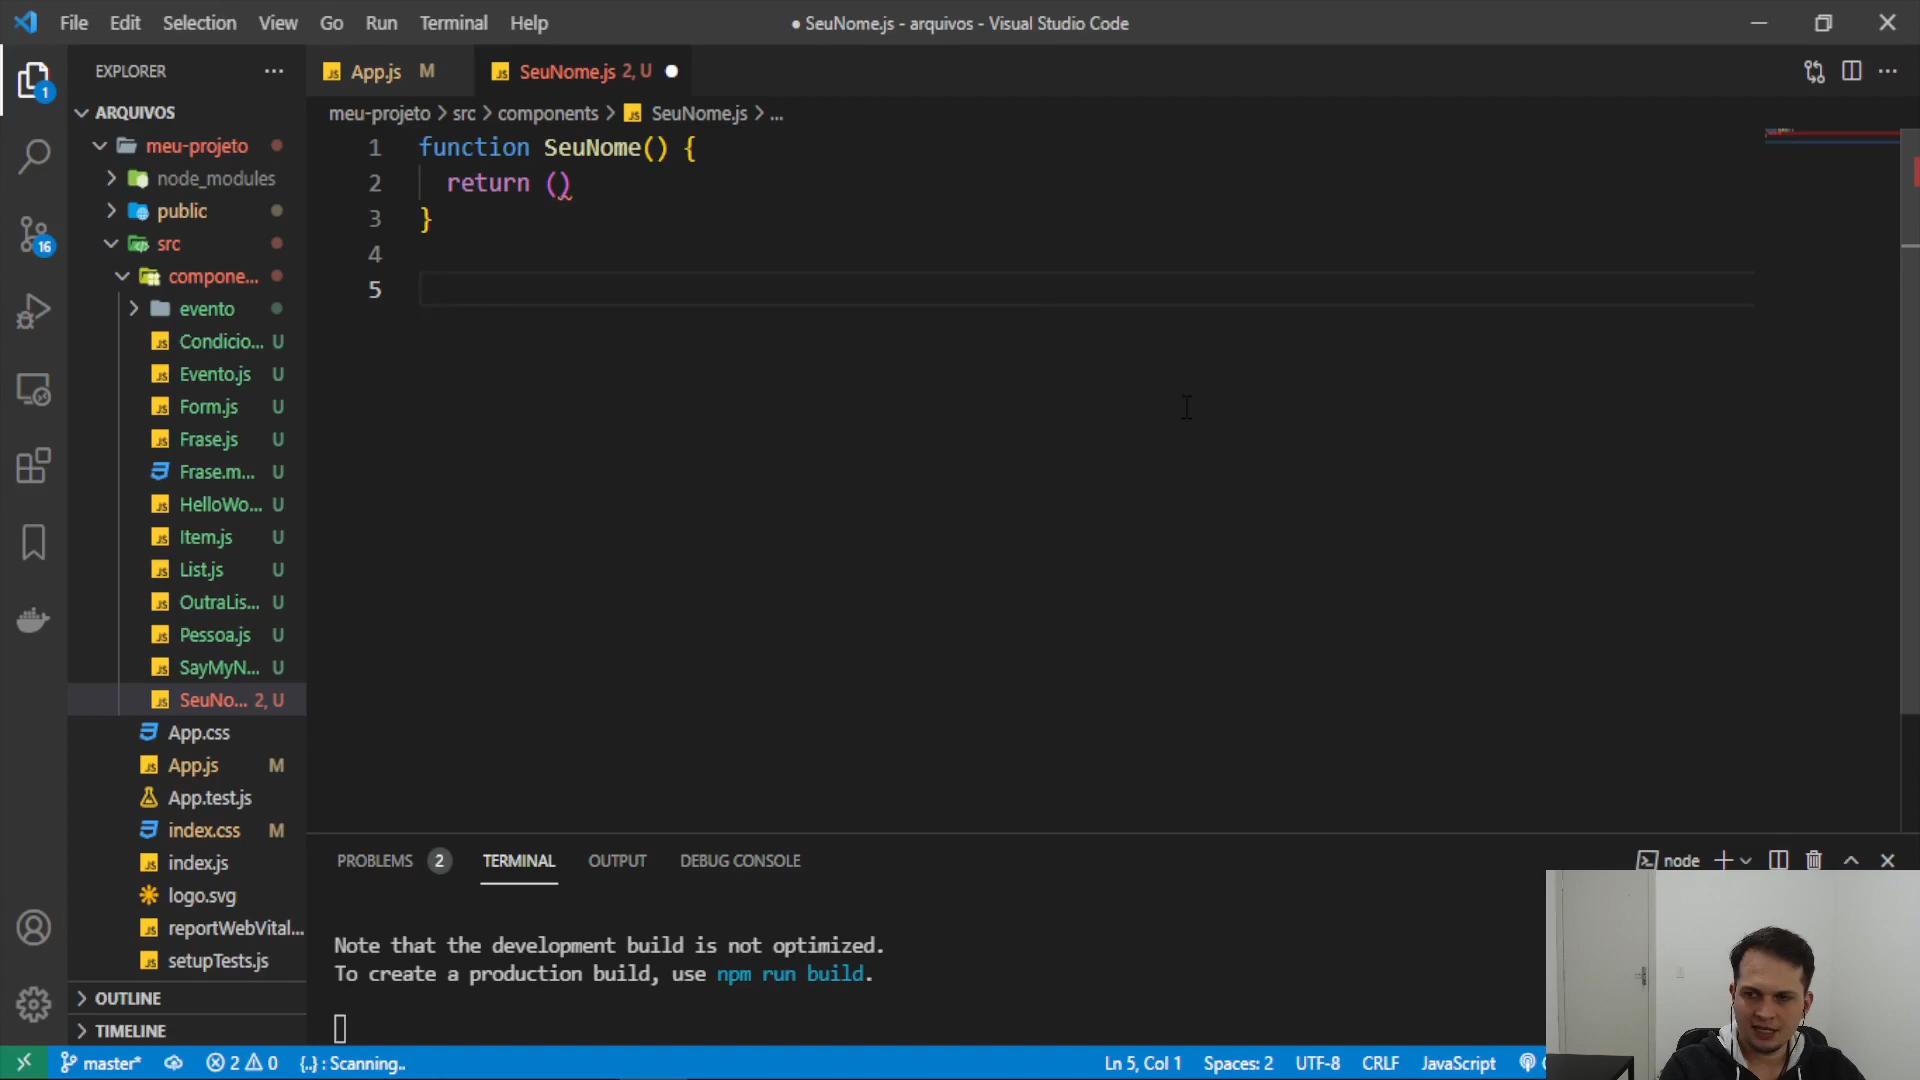 File Edit Selection View Go Run Terminal Help
● SeuNome.js - arquivos - Visual Studio Code
EXPLORER ···
App.js M
SeuNome.js 2, U
1
ARQUIVOS
meu-projeto > src > components > SeuNome.js > ...
meu-projeto
node_modules
public
src
compone...
evento
Condicio... U
Evento.js U
Form.js U
Frase.js U
Frase.m... U
HelloWo... U
Item.js U
List.js U
OutraLis... U
Pessoa.js U
SayMyN... U
SeuNo... 2, U
App.css
App.js M
App.test.js
index.css M
index.js
logo.svg
reportWebVital...
setupTests.js
OUTLINE
TIMELINE
16
1 function SeuNome() {
2 return ()
3 }
4
5
PROBLEMS 2 TERMINAL OUTPUT DEBUG CONSOLE
node
Note that the development build is not optimized.
To create a production build, use npm run build.
master* 2 0 {..} : Scanning..
Ln 5, Col 1 Spaces: 2 UTF-8 CRLF JavaScript